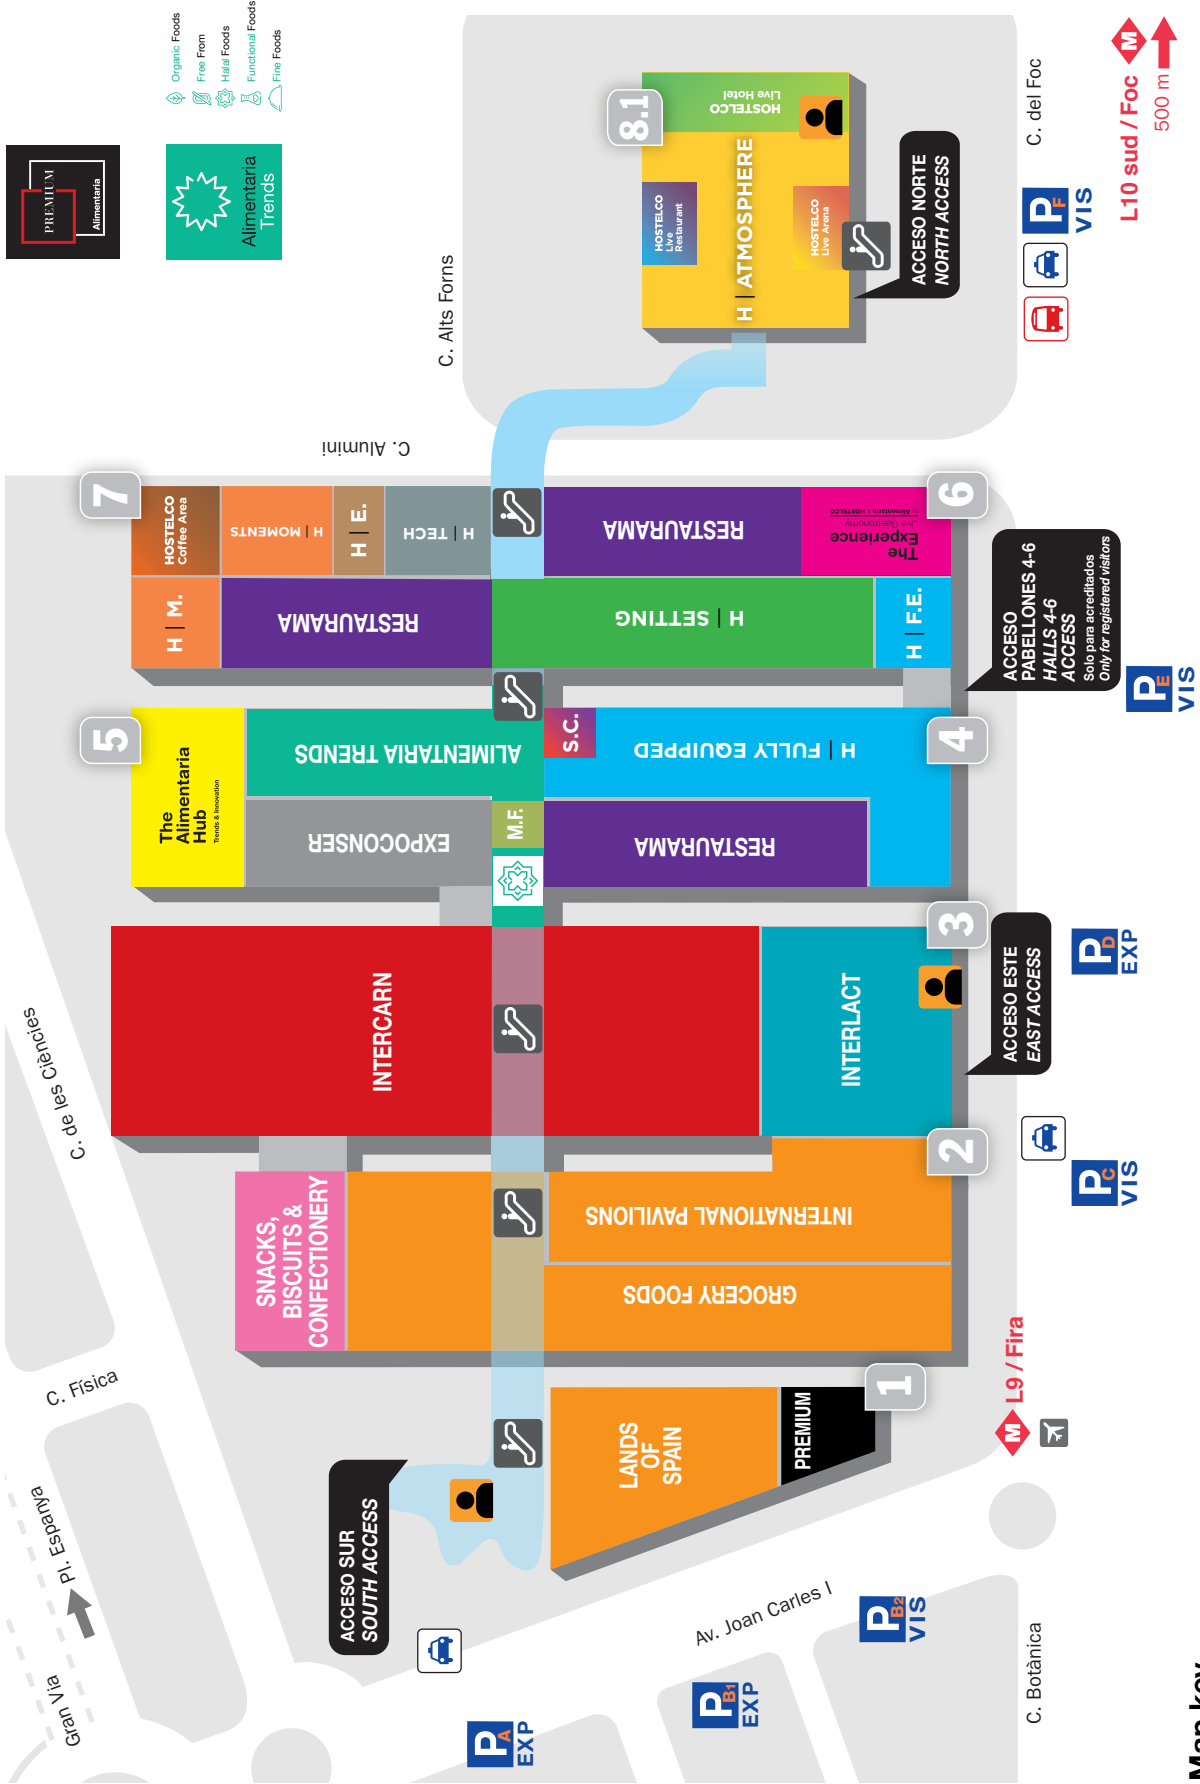 PREMIUM
Alimentaria
Alimentaria
Trends
Organic Foods
Free From
Halal Foods
Functional Foods
Fine Foods
C. Alts Forns
C. Alumini
C. del Foc
C. de les Ciències
C. Física
Pl. Espanya
Gran Via
Av. Joan Carles I
C. Botànica
L10 sud / Foc
M
500 m
8.1
HOSTELCO
Live Hotel
H | ATMOSPHERE
HOSTELCO
Live
Restaurant
HOSTELCO
Live Arena
ACCESO NORTE
NORTH ACCESS
P F
VIS
7
HOSTELCO
Coffee Area
H | MOMENTS
H | E.
H | TECH
H | M.
RESTAURAMA
6
RESTAURAMA
The
Experience
Live Gastronomy
by Alimentaria & HOSTELCO
H | SETTING
H | F.E.
ACCESO
PABELLONES 4-6
HALLS 4-6
ACCESS
Solo para acreditados
Only for registered visitors
P E
VIS
5
The
Alimentaria
Hub
Trends & Innovation
ALIMENTARIA TRENDS
EXPOCONSER
M.F.
4
S.C.
H | FULLY EQUIPPED
RESTAURAMA
3
INTERCARN
INTERLACT
ACCESO ESTE
EAST ACCESS
P D
EXP
2
SNACKS,
BISCUITS &
CONFECTIONERY
INTERNATIONAL PAVILIONS
GROCERY FOODS
P C
VIS
1
LANDS
OF
SPAIN
PREMIUM
M
L9 / Fira
ACCESO SUR
SOUTH ACCESS
P A
EXP
P B1
EXP
P B2
VIS
Map key